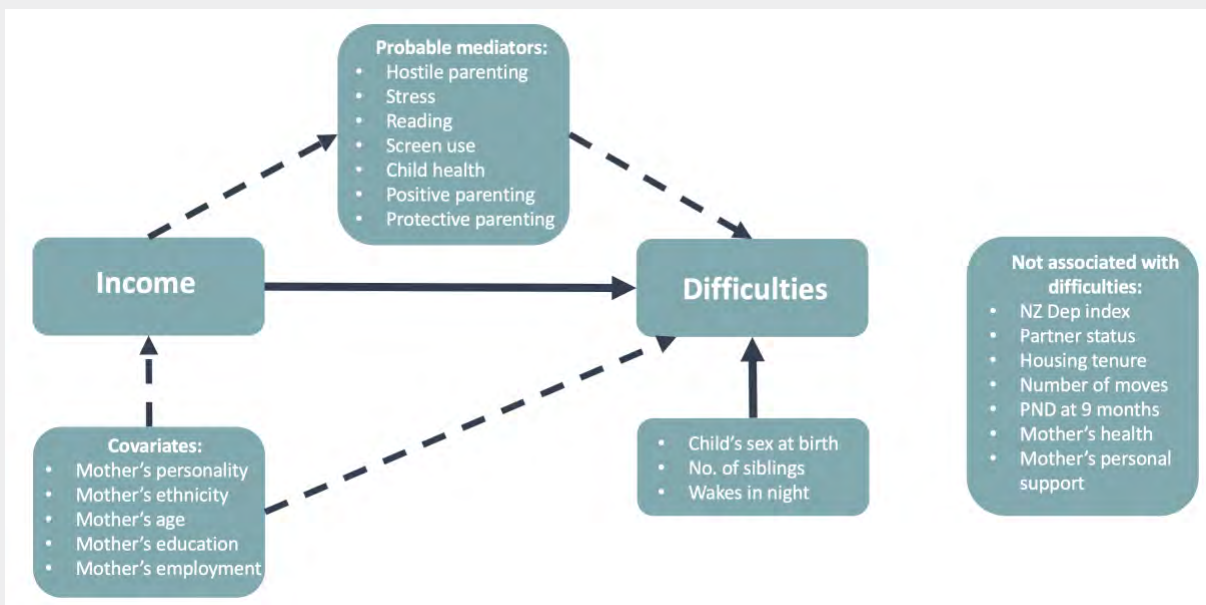 Probable mediators:
• Hostile parenting
• Stress
• Reading
• Screen use
• Child health
• Positive parenting
• Protective parenting
Income
Difficulties
Not associated with
difficulties:
• NZ Dep index
• Partner status
• Housing tenure
• Number of moves
• PND at 9 months
• Mother's health
• Mother's personal
support
Covariates:
• Mother's personality
• Mother's ethnicity
• Mother's age
• Mother's education
• Mother's employment
• Child's sex at birth
• No. of siblings
• Wakes in night